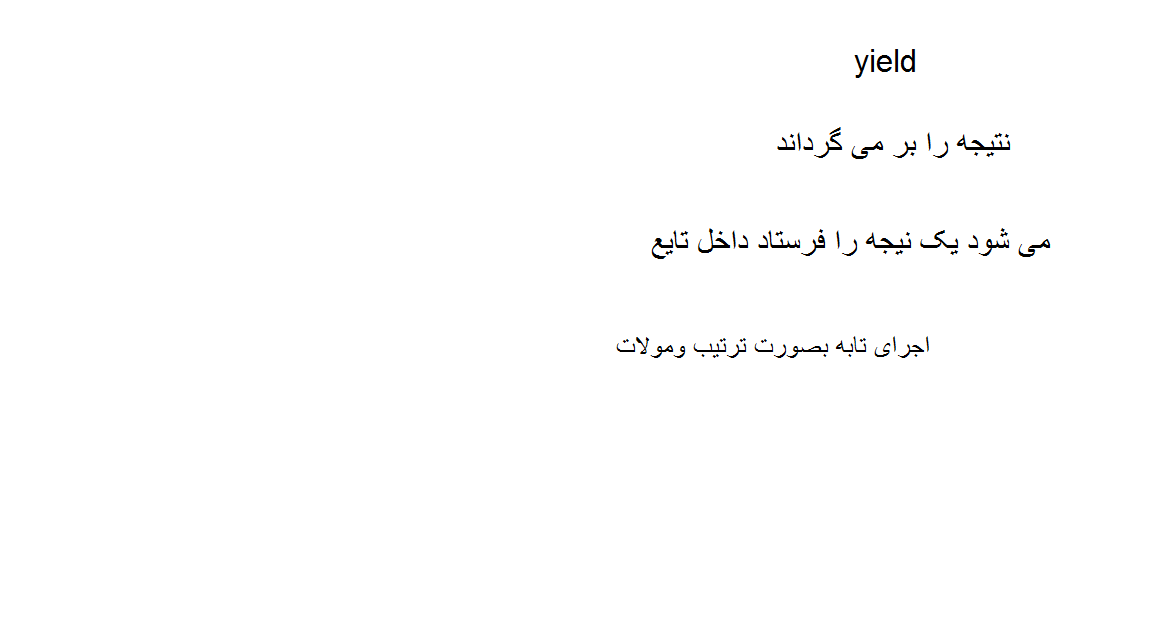 yield
نتیجه را بر می گرداند
می شود یک نیجه را فرستاد داخل تایع
اجرای تابه بصورت ترتیب ومولات